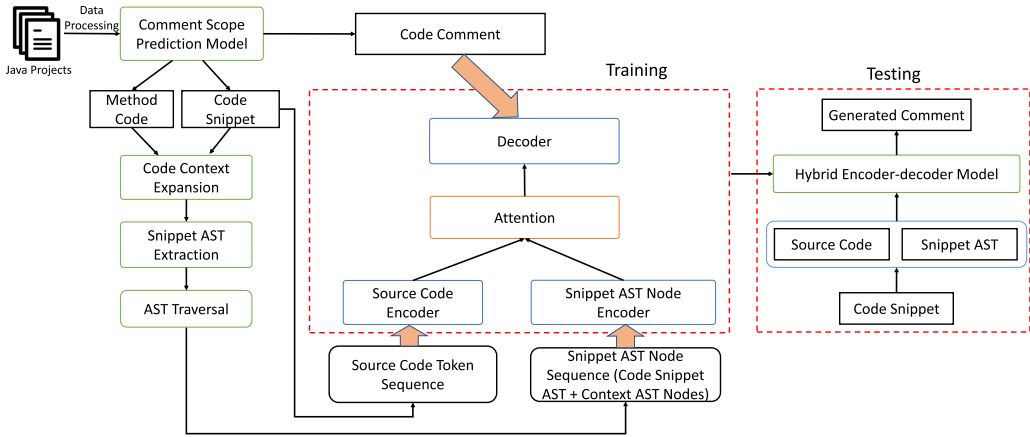 Data
Processing
Java Projects
Comment Scope
Prediction Model
Code Comment
Method
Code
Code
Snippet
Code Context
Expansion
Snippet AST
Extraction
AST Traversal
Training
Decoder
Attention
Source Code
Encoder
Snippet AST Node
Encoder
Source Code Token
Sequence
Snippet AST Node
Sequence (Code Snippet
AST + Context AST Nodes)
Testing
Generated Comment
Hybrid Encoder-decoder Model
Source Code
Snippet AST
Code Snippet